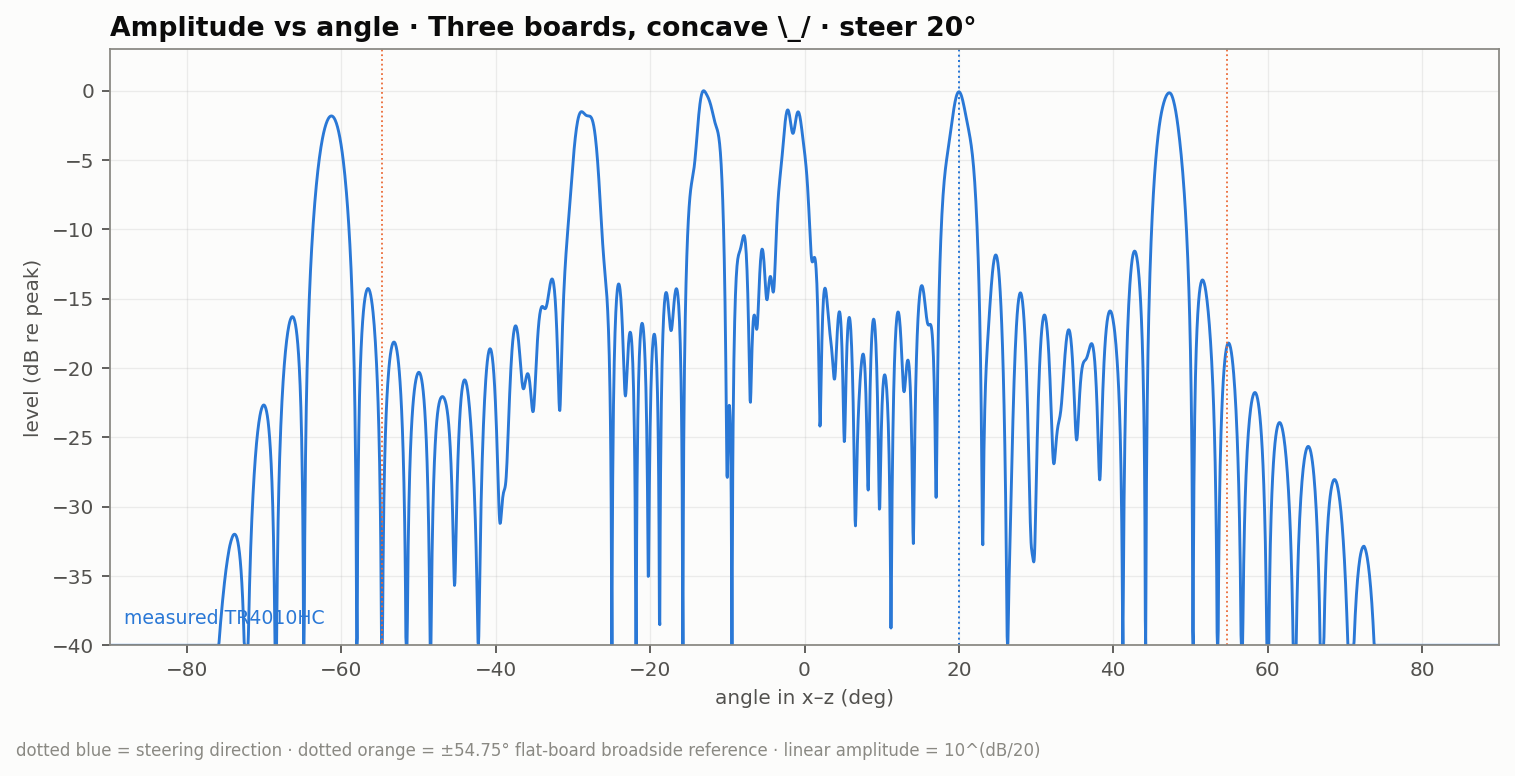 Amplitude vs angle · Three boards, concave \_/ · steer 20°
level (dB re peak)
0
−5
−10
−15
−20
−25
−30
−35
−40
measured TR4010HC
−80 −60 −40 −20 0 20 40 60 80
angle in x–z (deg)
dotted blue = steering direction · dotted orange = ±54.75° flat-board broadside reference · linear amplitude = 10^(dB/20)